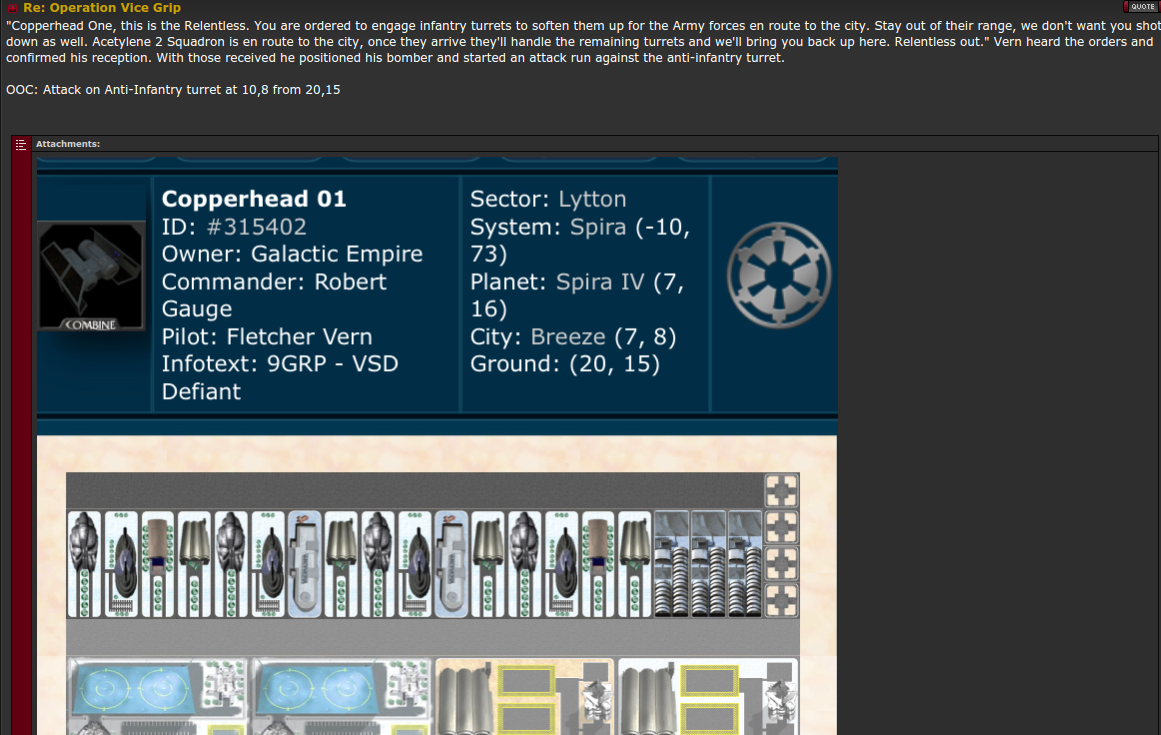 Re: Operation Vice Grip
QUOTE
"Copperhead One, this is the Relentless. You are ordered to engage infantry turrets to soften them up for the Army forces en route to the city. Stay out of their range, we don't want you shot
down as well. Acetylene 2 Squadron is en route to the city, once they arrive they'll handle the remaining turrets and we'll bring you back up here. Relentless out." Vern heard the orders and
confirmed his reception. With those received he positioned his bomber and started an attack run against the anti-infantry turret.
OOC: Attack on Anti-Infantry turret at 10,8 from 20,15
Attachments:
COMBINE
Copperhead 01
ID: #315402
Owner: Galactic Empire
Commander: Robert
Gauge
Pilot: Fletcher Vern
Infotext: 9GRP - VSD
Defiant
Sector: Lytton
System: Spira (-10,
73)
Planet: Spira IV (7,
16)
City: Breeze (7, 8)
Ground: (20, 15)